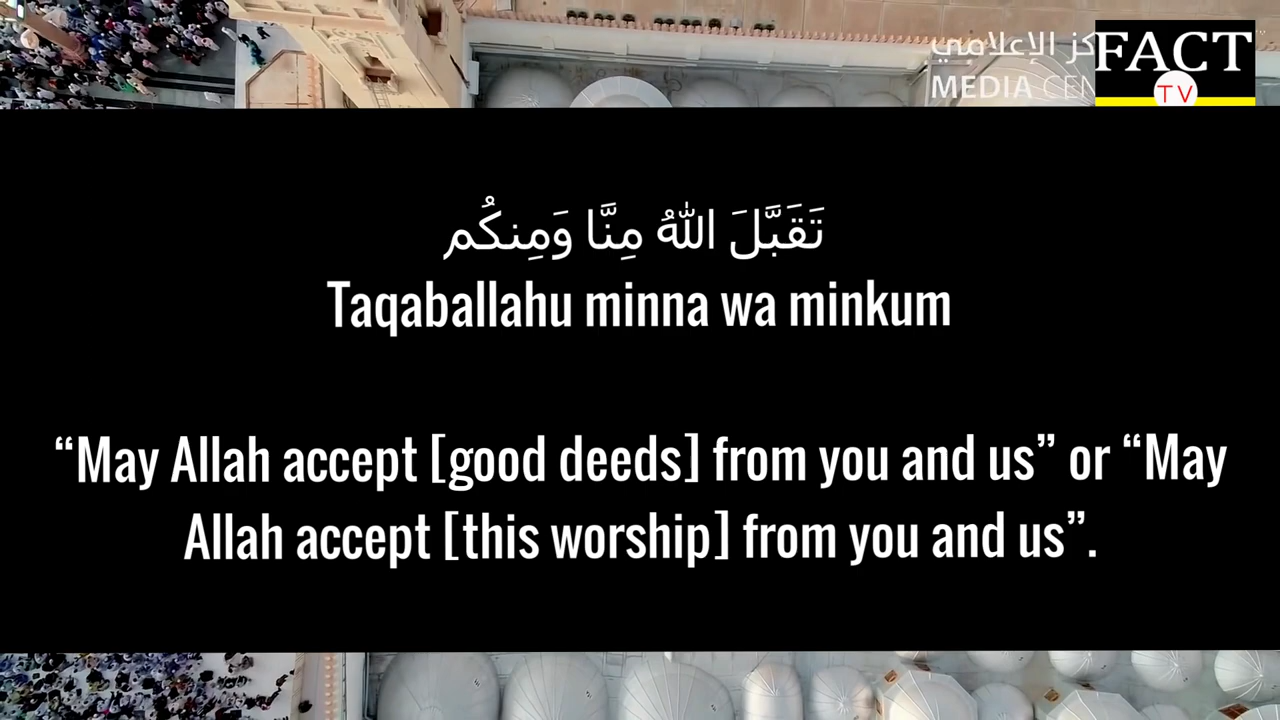 كز الإعلامي
MEDIA CEN
FACT
TV
تَقَبَّلَ اللّٰهُ مِنَّا وَمِنكُم
Taqaballahu minna wa minkum
“May Allah accept [good deeds] from you and us” or “May
Allah accept [this worship] from you and us”.